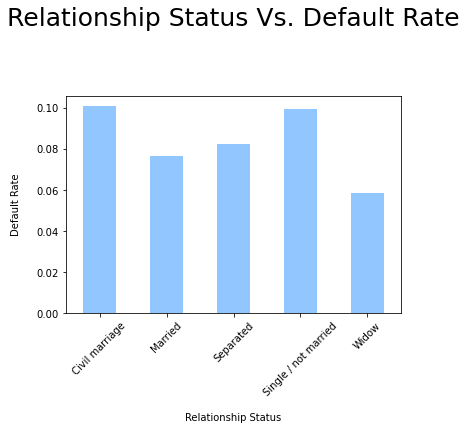 Relationship Status Vs. Default Rate
Default Rate
0.10
0.08
0.06
0.04
0.02
0.00
Civil marriage
Married
Separated
Single / not married
Widow
Relationship Status